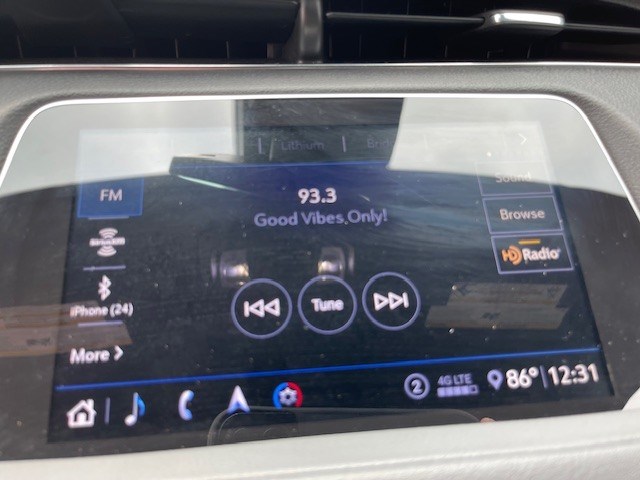 Lithium
FM
93.3
Good Vibes Only!
Sound
Browse
HD Radio
iPhone (24)
Tune
More >
2 4G LTE 86° 12:31